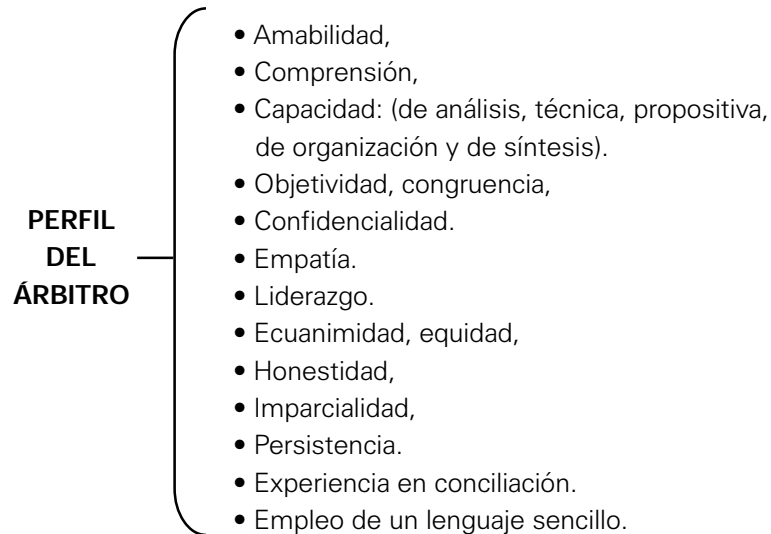 PERFIL
DEL
ÁRBITRO
• Amabilidad,
• Comprensión,
• Capacidad: (de análisis, técnica, propositiva,
de organización y de síntesis).
• Objetividad, congruencia,
• Confidencialidad.
• Empatía.
• Liderazgo.
• Ecuanimidad, equidad,
• Honestidad,
• Imparcialidad,
• Persistencia.
• Experiencia en conciliación.
• Empleo de un lenguaje sencillo.